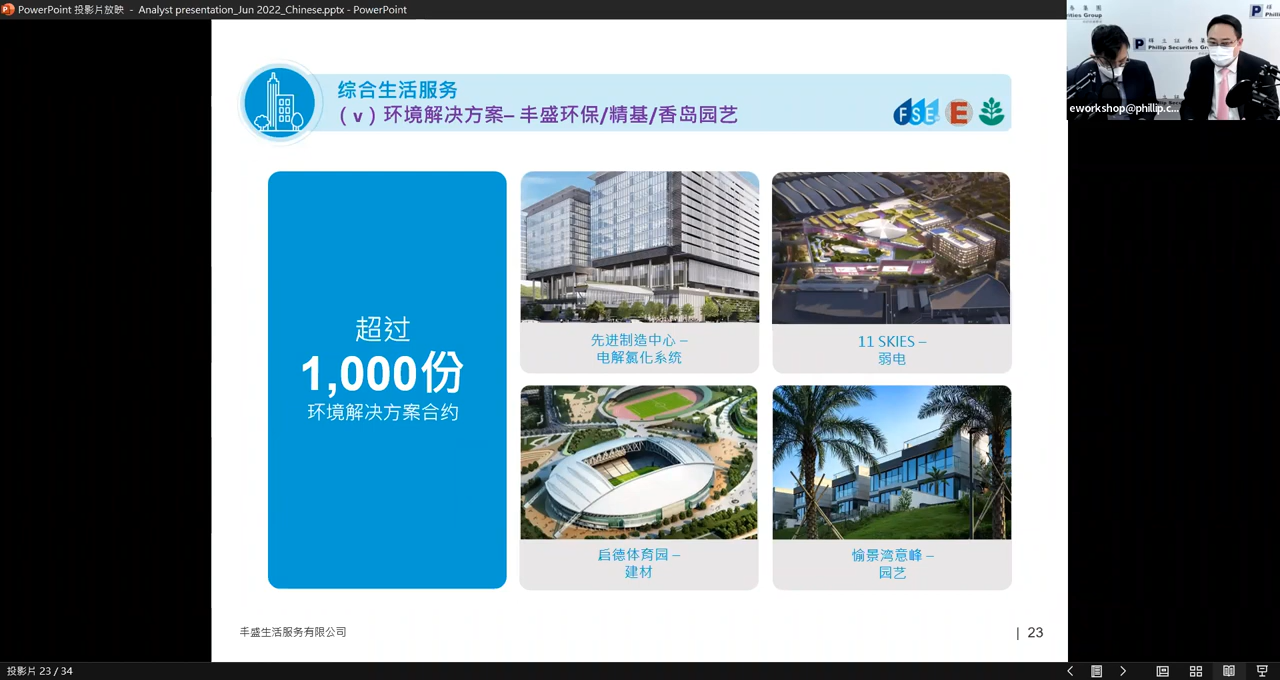 PowerPoint 投影片放映 - Analyst presentation_Jun 2022_Chinese.pptx - PowerPoint
Phillip Securities Group
eworkshop@phillip.c...
综合生活服务
( v ) 环境解决方案– 丰盛环保/精基/香岛园艺
FSE
E
超过
1,000份
环境解决方案合约
先进制造中心 –
电解氯化系统
11 SKIES –
弱电
启德体育园 –
建材
愉景湾意峰 –
园艺
丰盛生活服务有限公司
| 23
投影片 23 / 34